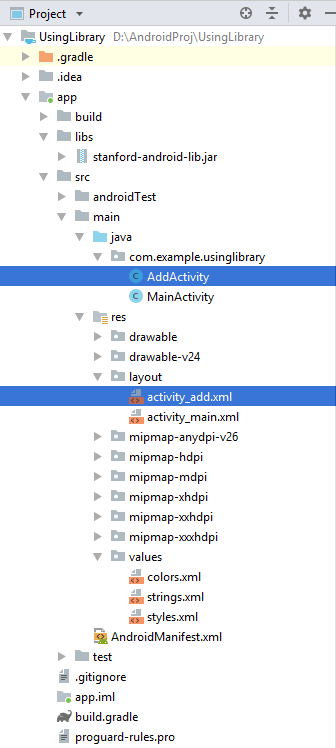 Project
UsingLibrary D:\AndroidProj\UsingLibrary
.gradle
.idea
app
build
libs
stanford-android-lib.jar
src
androidTest
main
java
com.example.usinglibrary
C AddActivity
C MainActivity
res
drawable
drawable-v24
layout
activity_add.xml
activity_main.xml
mipmap-anydpi-v26
mipmap-hdpi
mipmap-mdpi
mipmap-xhdpi
mipmap-xxhdpi
mipmap-xxxhdpi
values
colors.xml
strings.xml
styles.xml
AndroidManifest.xml
test
.gitignore
app.iml
build.gradle
proguard-rules.pro